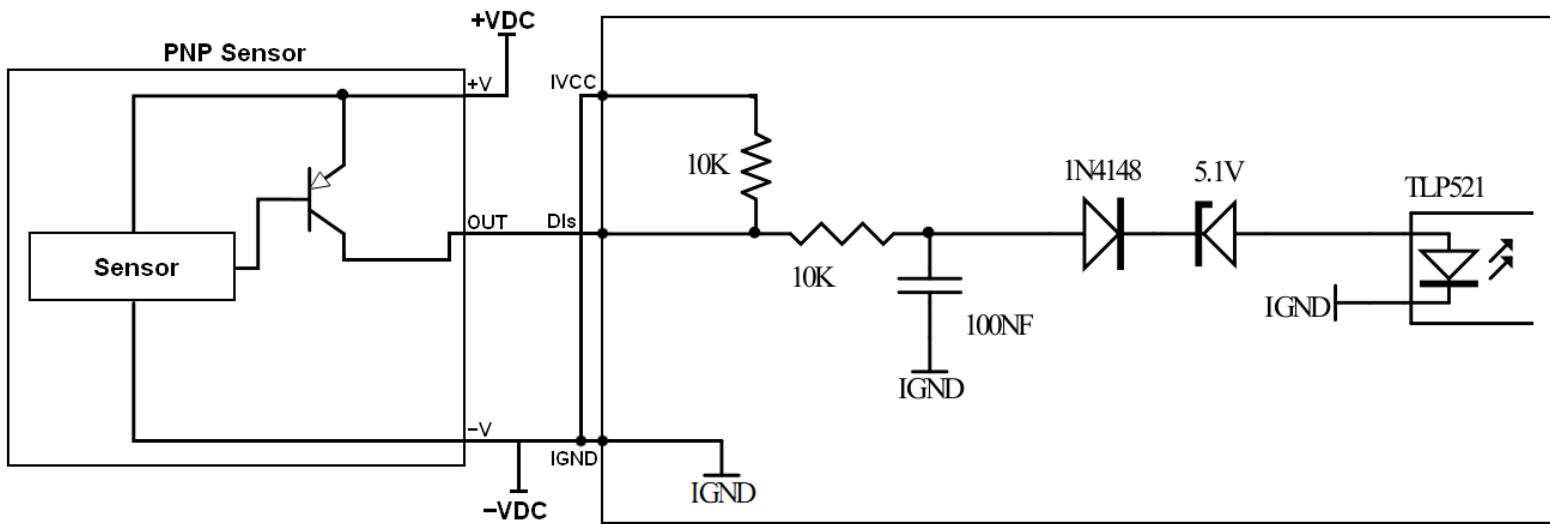 +VDC
PNP Sensor
+V
IVCC
10K
1N4148
5.1V
TLP521
OUT
DIs
Sensor
10K
100NF
IGND
IGND
−V
IGND
IGND
−VDC